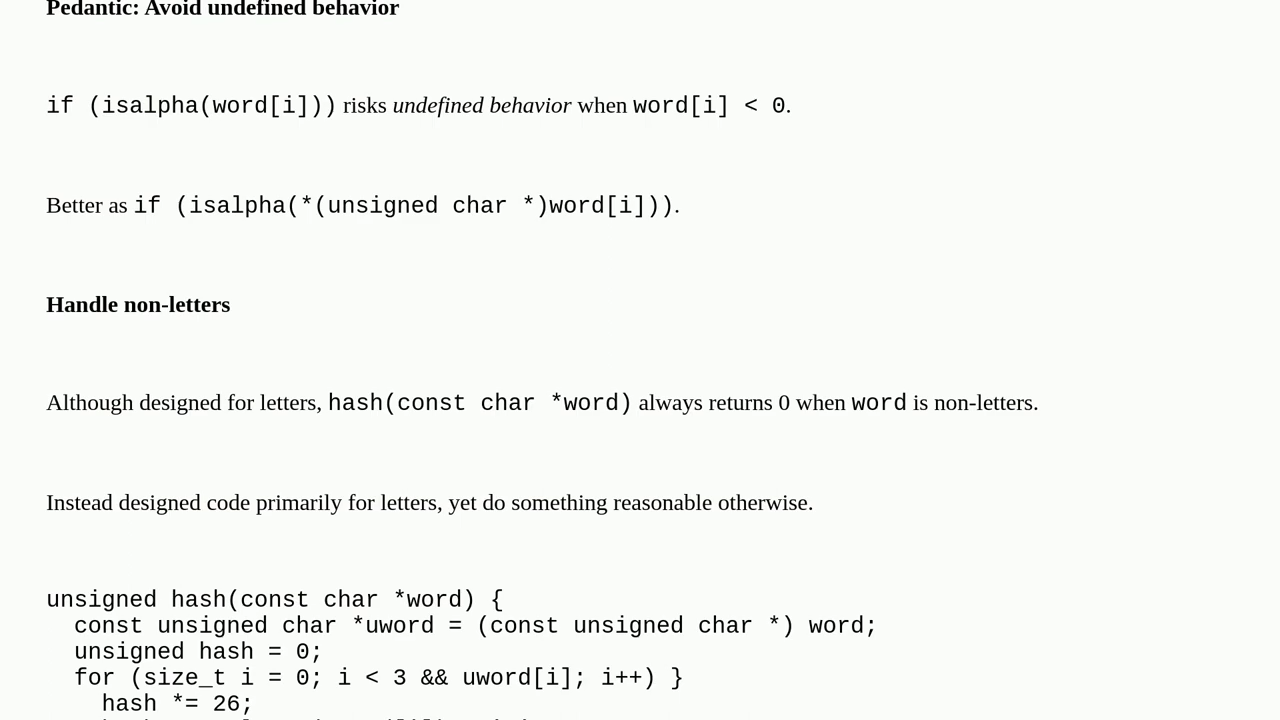 Pedantic: Avoid undefined behavior
if (isalpha(word[i])) risks undefined behavior when word[i] < 0.
Better as if (isalpha(*(unsigned char *)word[i])).
Handle non-letters
Although designed for letters, hash(const char *word) always returns 0 when word is non-letters.
Instead designed code primarily for letters, yet do something reasonable otherwise.
unsigned hash(const char *word) {
  const unsigned char *uword = (const unsigned char *) word;
  unsigned hash = 0;
  for (size_t i = 0; i < 3 && uword[i]; i++) }
    hash *= 26;